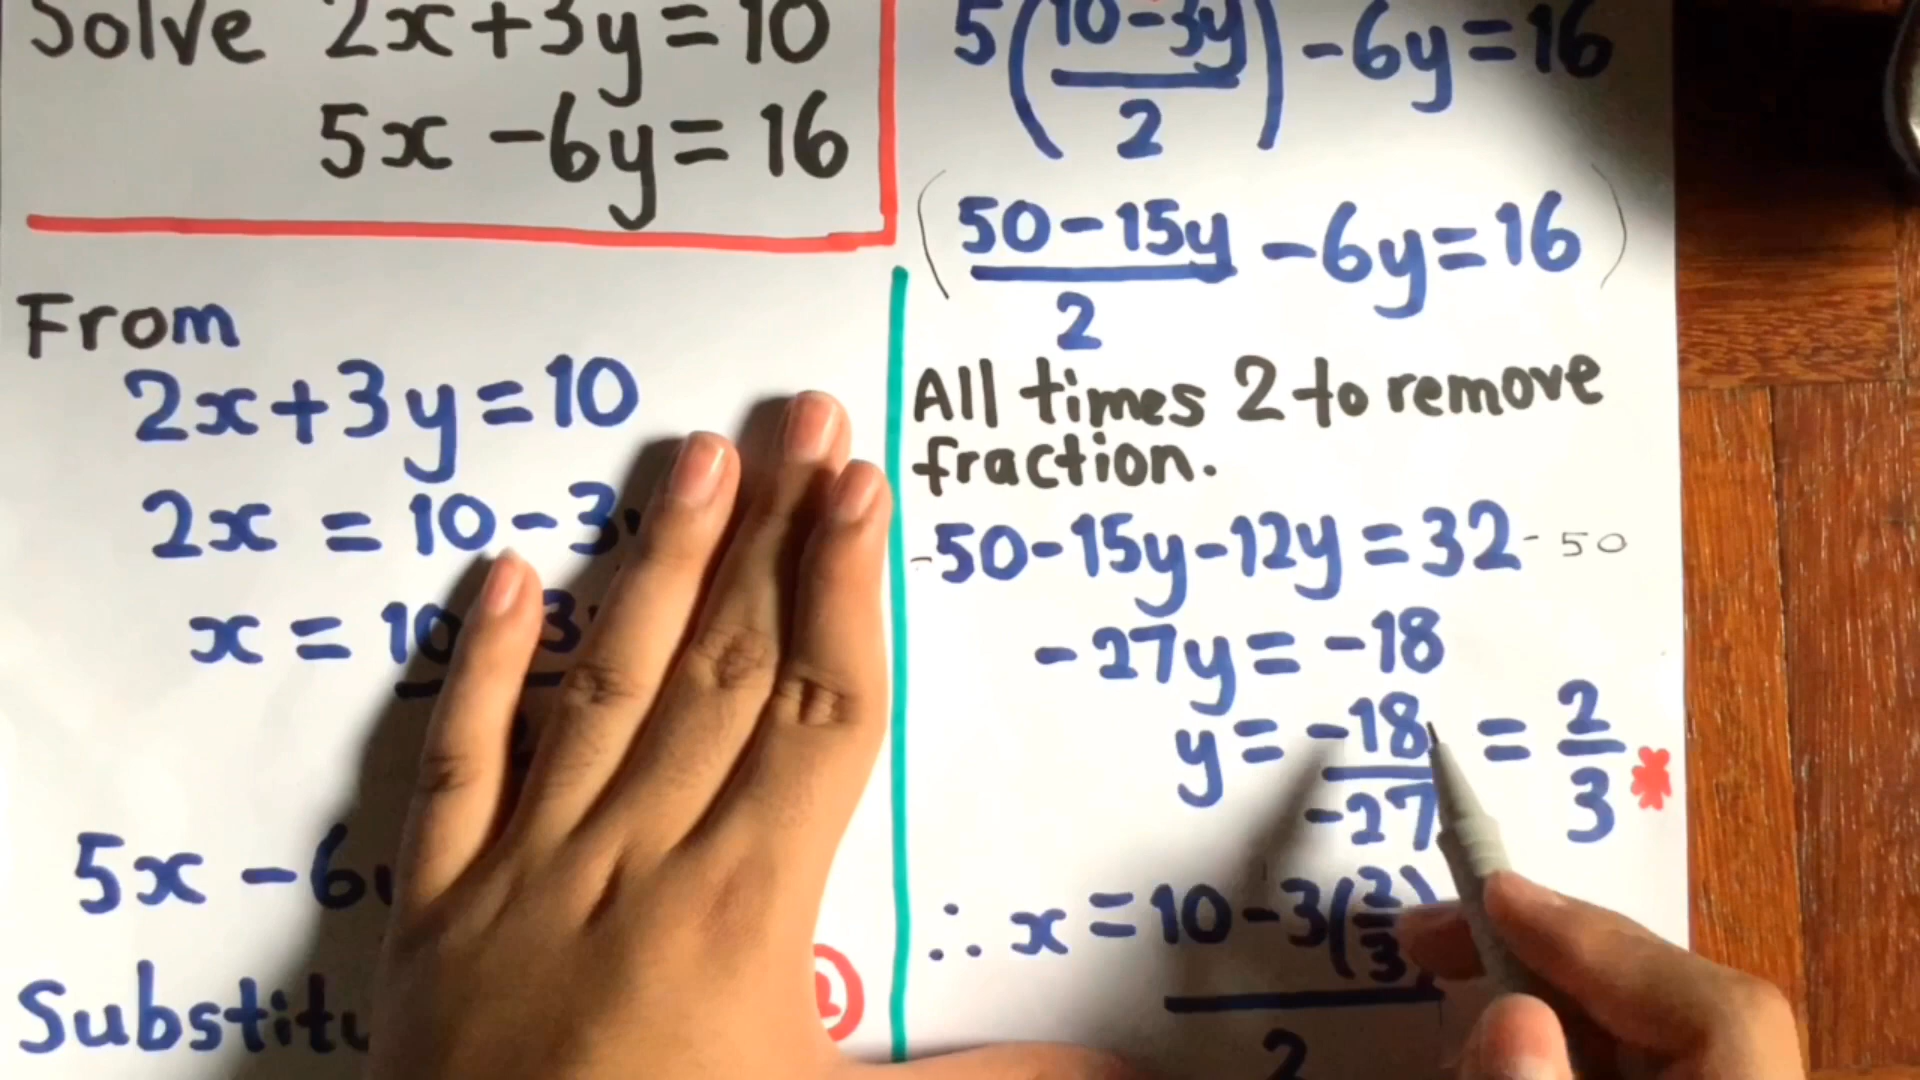 Solve 2x+3y=10
5x-6y=16
From
2x+3y=10
2x = 10-3
x = 10 3
5x -6
Substitu
5(10-3y/2)-6y=16
(50-15y/2 -6y=16)
All times 2 to remove
fraction.
-50-15y-12y=32-50
-27y=-18
y=-18/-27 = 2/3 *
∴ x=10-3(2/3)/2